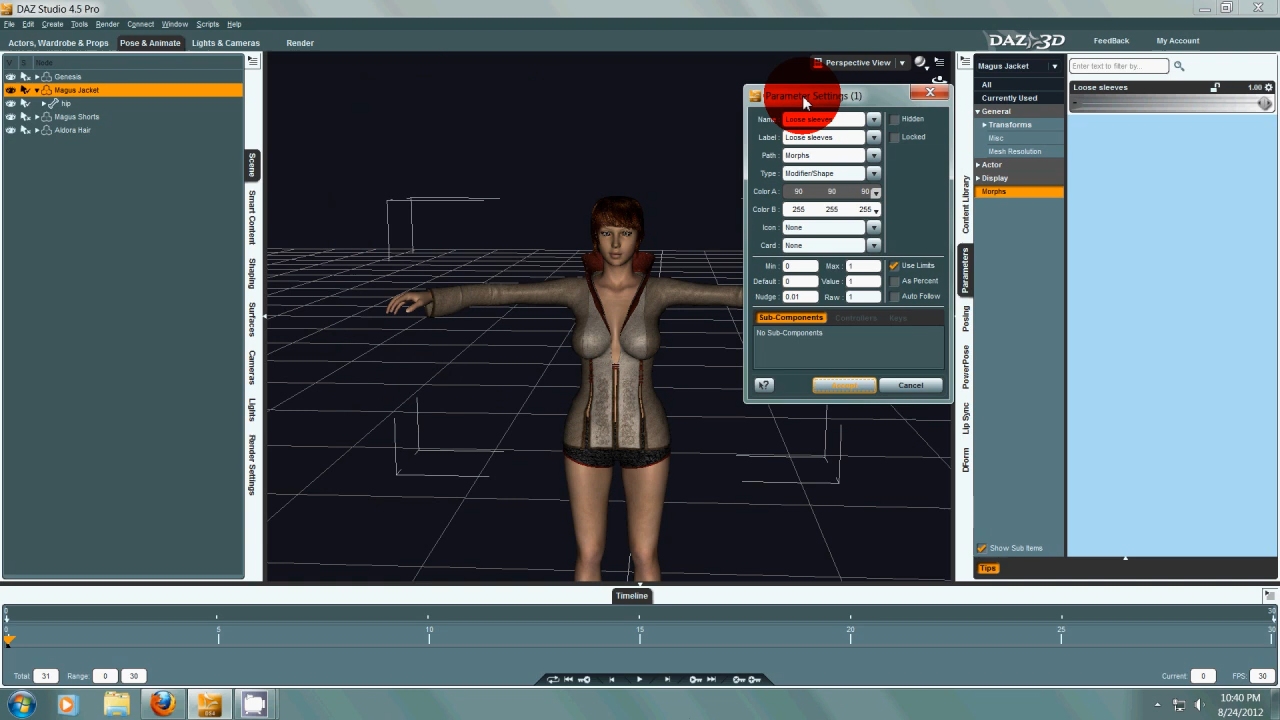 DAZ Studio 4.5 Pro
File Edit Create Tools Render Connect Window Scripts Help
Actors, Wardrobe & Props Pose & Animate Lights & Cameras Render
DAZ 3D FeedBack My Account
V S Node
Genesis
Magus Jacket
hip
Magus Shorts
Aldora Hair
Scene
Smart Content
Shaping
Surfaces
Cameras
Lights
Render Settings
Perspective View
Parameter Settings (1)
Name: Loose sleeves Hidden
Label: Loose sleeves Locked
Path: Morphs
Type: Modifier/Shape
Color A: 90 90 90
Color B: 255 255 255
Icon: None
Card: None
Min: 0 Max: 1 Use Limits
Default: 0 Value: 1 As Percent
Nudge: 0.01 Raw: 1 Auto Follow
Sub-Components Controllers Keys
No Sub-Components
Cancel
Content Library
Parameters
Posing
PowerPose
Lip Sync
DForm
Magus Jacket
Enter text to filter by...
All
Currently Used
General
Transforms
Misc
Mesh Resolution
Actor
Display
Morphs
Loose sleeves 1.00
Show Sub Items
Tips
Timeline
0 30
0 5 10 15 20 25 30
Total: 31 Range: 0 30 Current: 0 FPS: 30
DS4
10:40 PM
8/24/2012